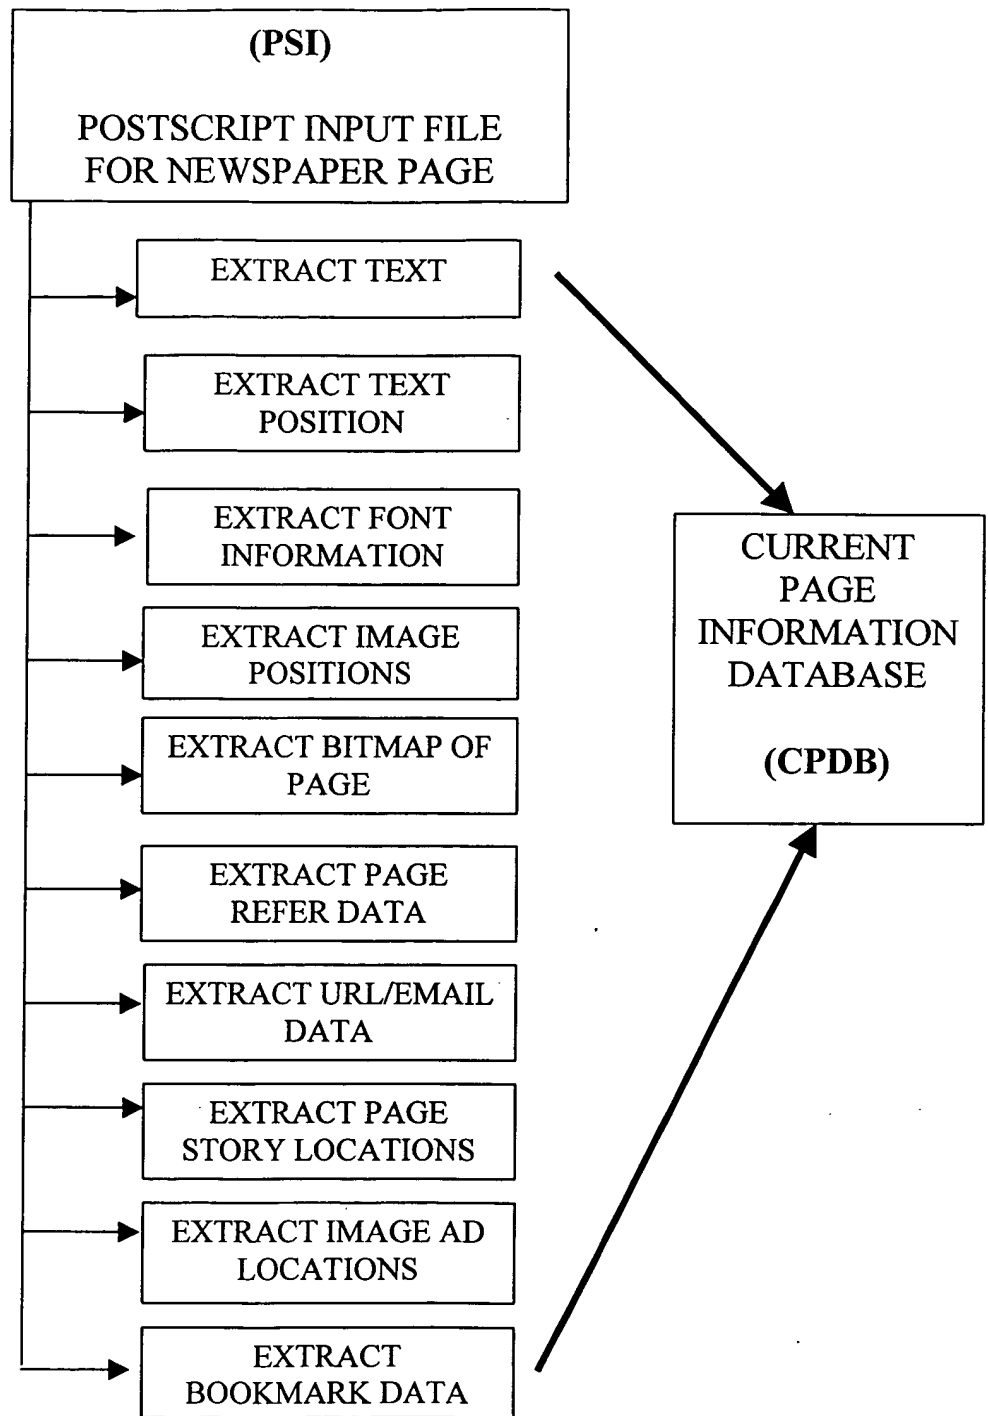 (PSI)
POSTSCRIPT INPUT FILE
FOR NEWSPAPER PAGE
EXTRACT TEXT
EXTRACT TEXT
POSITION
EXTRACT FONT
INFORMATION
EXTRACT IMAGE
POSITIONS
EXTRACT BITMAP OF
PAGE
EXTRACT PAGE
REFER DATA
EXTRACT URL/EMAIL
DATA
EXTRACT PAGE
STORY LOCATIONS
EXTRACT IMAGE AD
LOCATIONS
EXTRACT
BOOKMARK DATA
CURRENT
PAGE
INFORMATION
DATABASE
(CPDB)